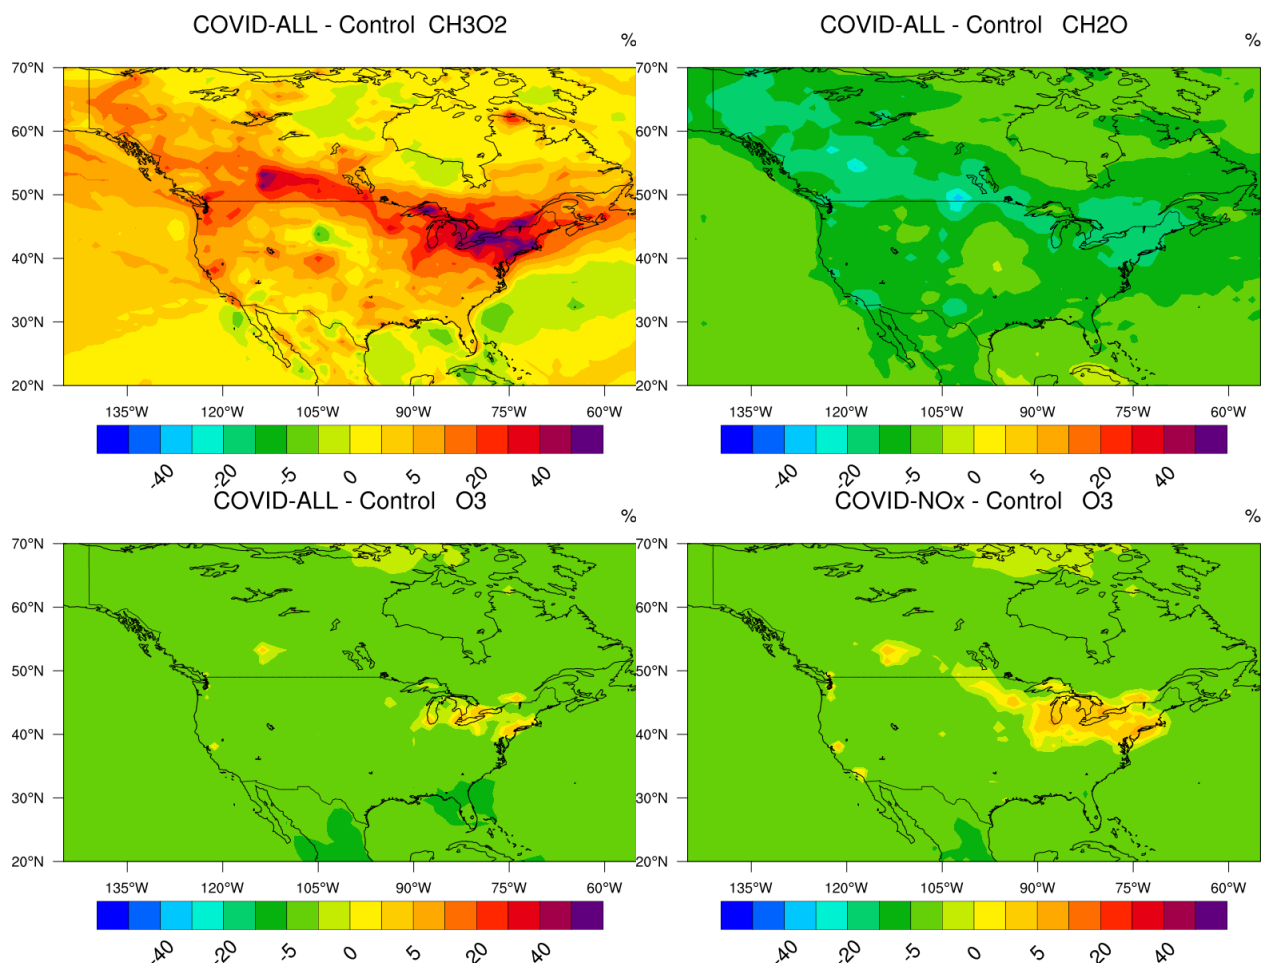 COVID-ALL - Control CH3O2
%
70°N
60°N
50°N
40°N
30°N
20°N
135°W 120°W 105°W 90°W 75°W 60°W
-40 -20 -5 0 5 20 40
COVID-ALL - Control CH2O
%
70°N
60°N
50°N
40°N
30°N
20°N
135°W 120°W 105°W 90°W 75°W 60°W
-40 -20 -5 0 5 20 40
COVID-ALL - Control O3
%
70°N
60°N
50°N
40°N
30°N
20°N
135°W 120°W 105°W 90°W 75°W 60°W
-40 -20 -5 0 5 20 40
COVID-NOx - Control O3
%
70°N
60°N
50°N
40°N
30°N
20°N
135°W 120°W 105°W 90°W 75°W 60°W
-40 -20 -5 0 5 20 40